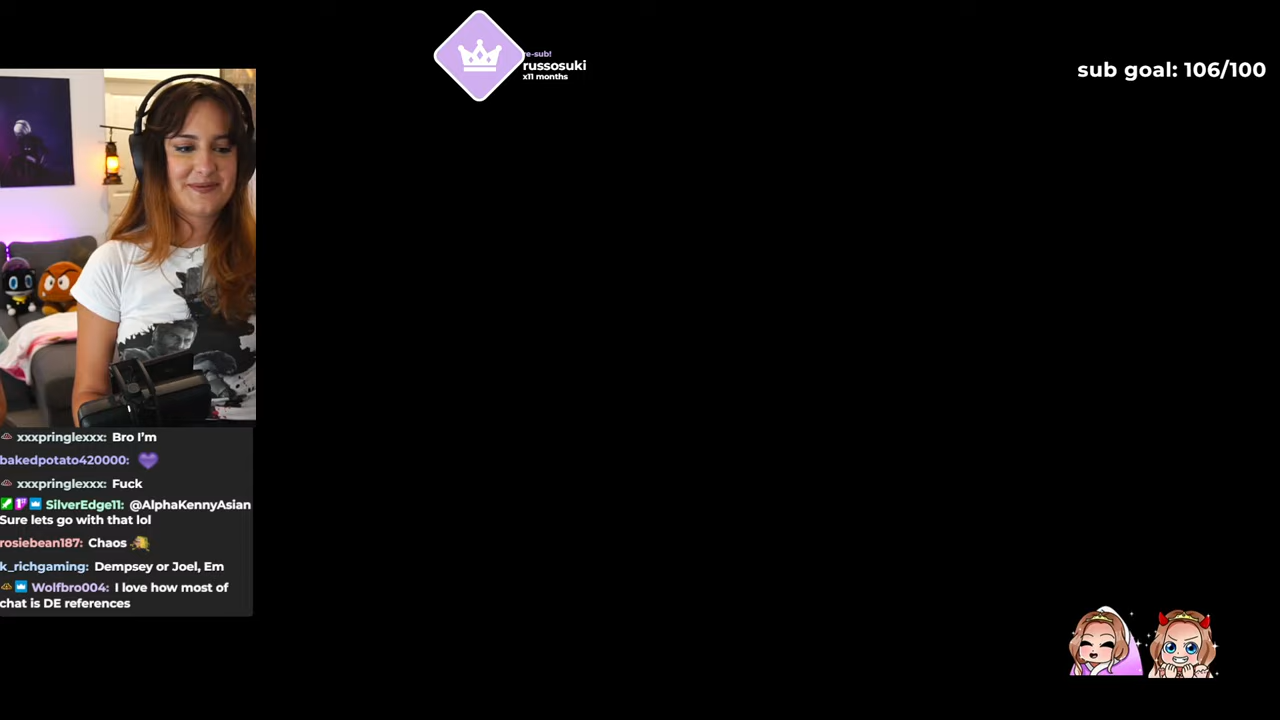 re-sub!
russosuki
x11 months
sub goal: 106/100
xxxpringlexxx: Bro I'm
bakedpotato420000:
xxxpringlexxx: Fuck
SilverEdge11: @AlphaKennyAsian
Sure lets go with that lol
rosiebean187: Chaos
k_richgaming: Dempsey or Joel, Em
Wolfbro004: I love how most of
chat is DE references